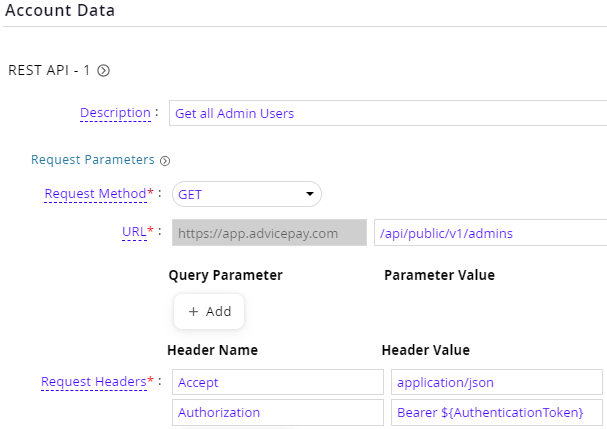 Account Data
REST API - 1
Description : Get all Admin Users
Request Parameters
Request Method* : GET
URL* : https://app.advicepay.com /api/public/v1/admins
Query Parameter Parameter Value
+ Add
Header Name Header Value
Request Headers* : Accept application/json
Authorization Bearer ${AuthenticationToken}